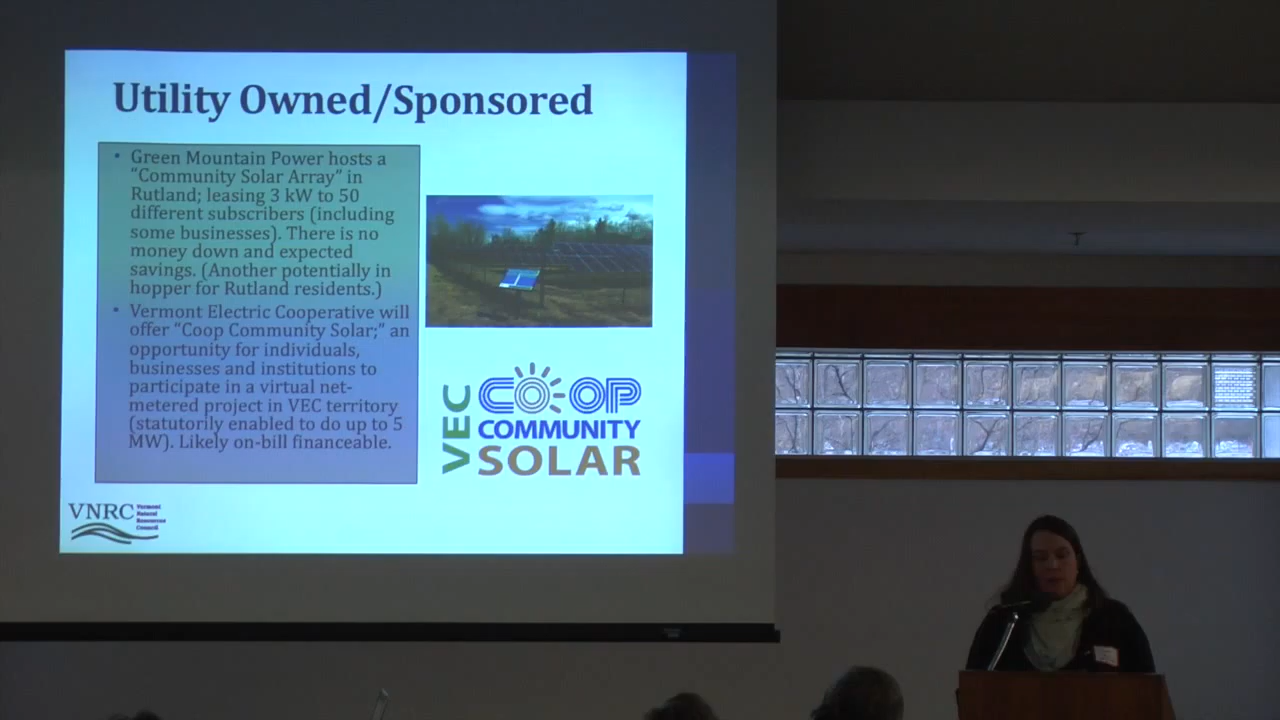 Utility Owned/Sponsored
• Green Mountain Power hosts a
“Community Solar Array” in
Rutland; leasing 3 kW to 50
different subscribers (including
some businesses). There is no
money down and expected
savings. (Another potentially in
hopper for Rutland residents.)
• Vermont Electric Cooperative will
offer “Coop Community Solar;” an
opportunity for individuals,
businesses and institutions to
participate in a virtual net-
metered project in VEC territory
(statutorily enabled to do up to 5
MW). Likely on-bill financeable.
VEC
CO-OP
COMMUNITY
SOLAR
VNRC
Vermont
Natural
Resources
Council